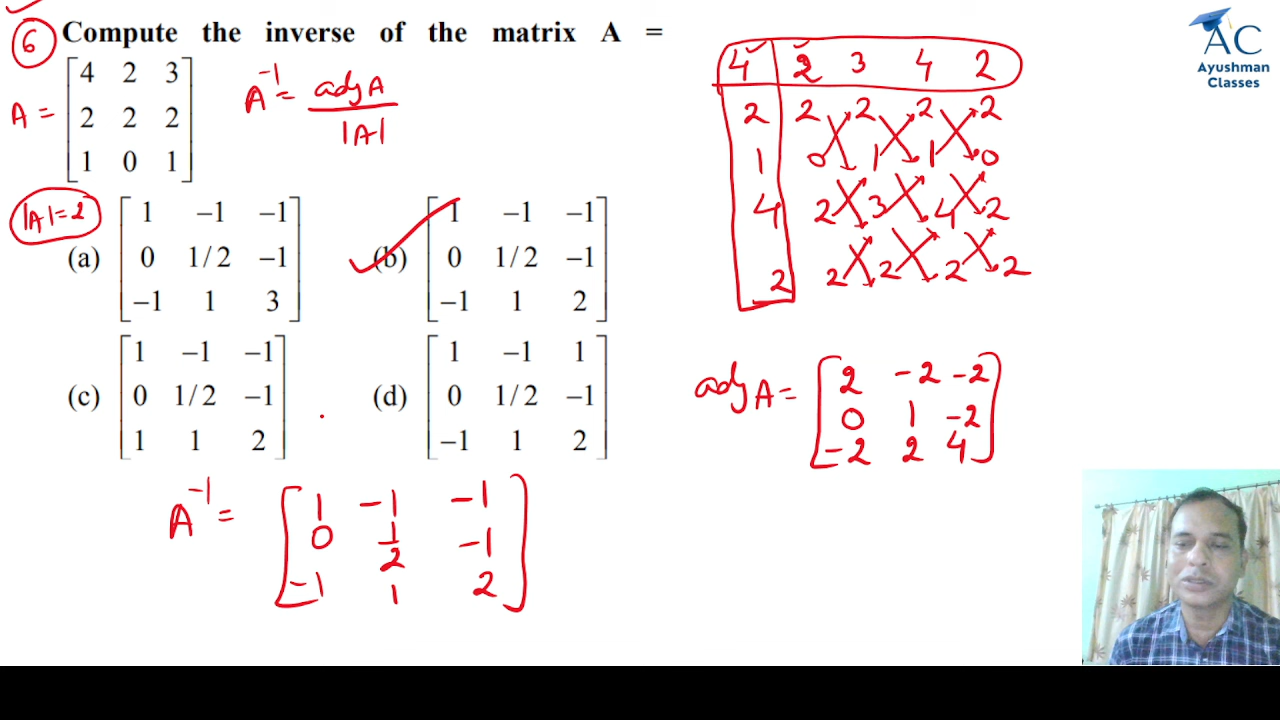 6 Compute the inverse of the matrix A =
A = [4 2 3]
[2 2 2]
[1 0 1]
A⁻¹ = adj A / |A|
|A| = 2
(a) [1 −1 −1]
[0 1/2 −1]
[−1 1 3]
(b) [1 −1 −1]
[0 1/2 −1]
[−1 1 2]
(c) [1 −1 −1]
[0 1/2 −1]
[1 1 2]
(d) [1 −1 1]
[0 1/2 −1]
[−1 1 2]
A⁻¹ = [1 −1 −1]
[0 1/2 −1]
[−1 1 2]
4 2 3 4 2
2 2 2 2 2
1 0 1 1 0
4 2 3 4 2
2 2 2 2 2
adj A = [2 −2 −2]
[0 1 −2]
[−2 2 4]
AC
Ayushman
Classes